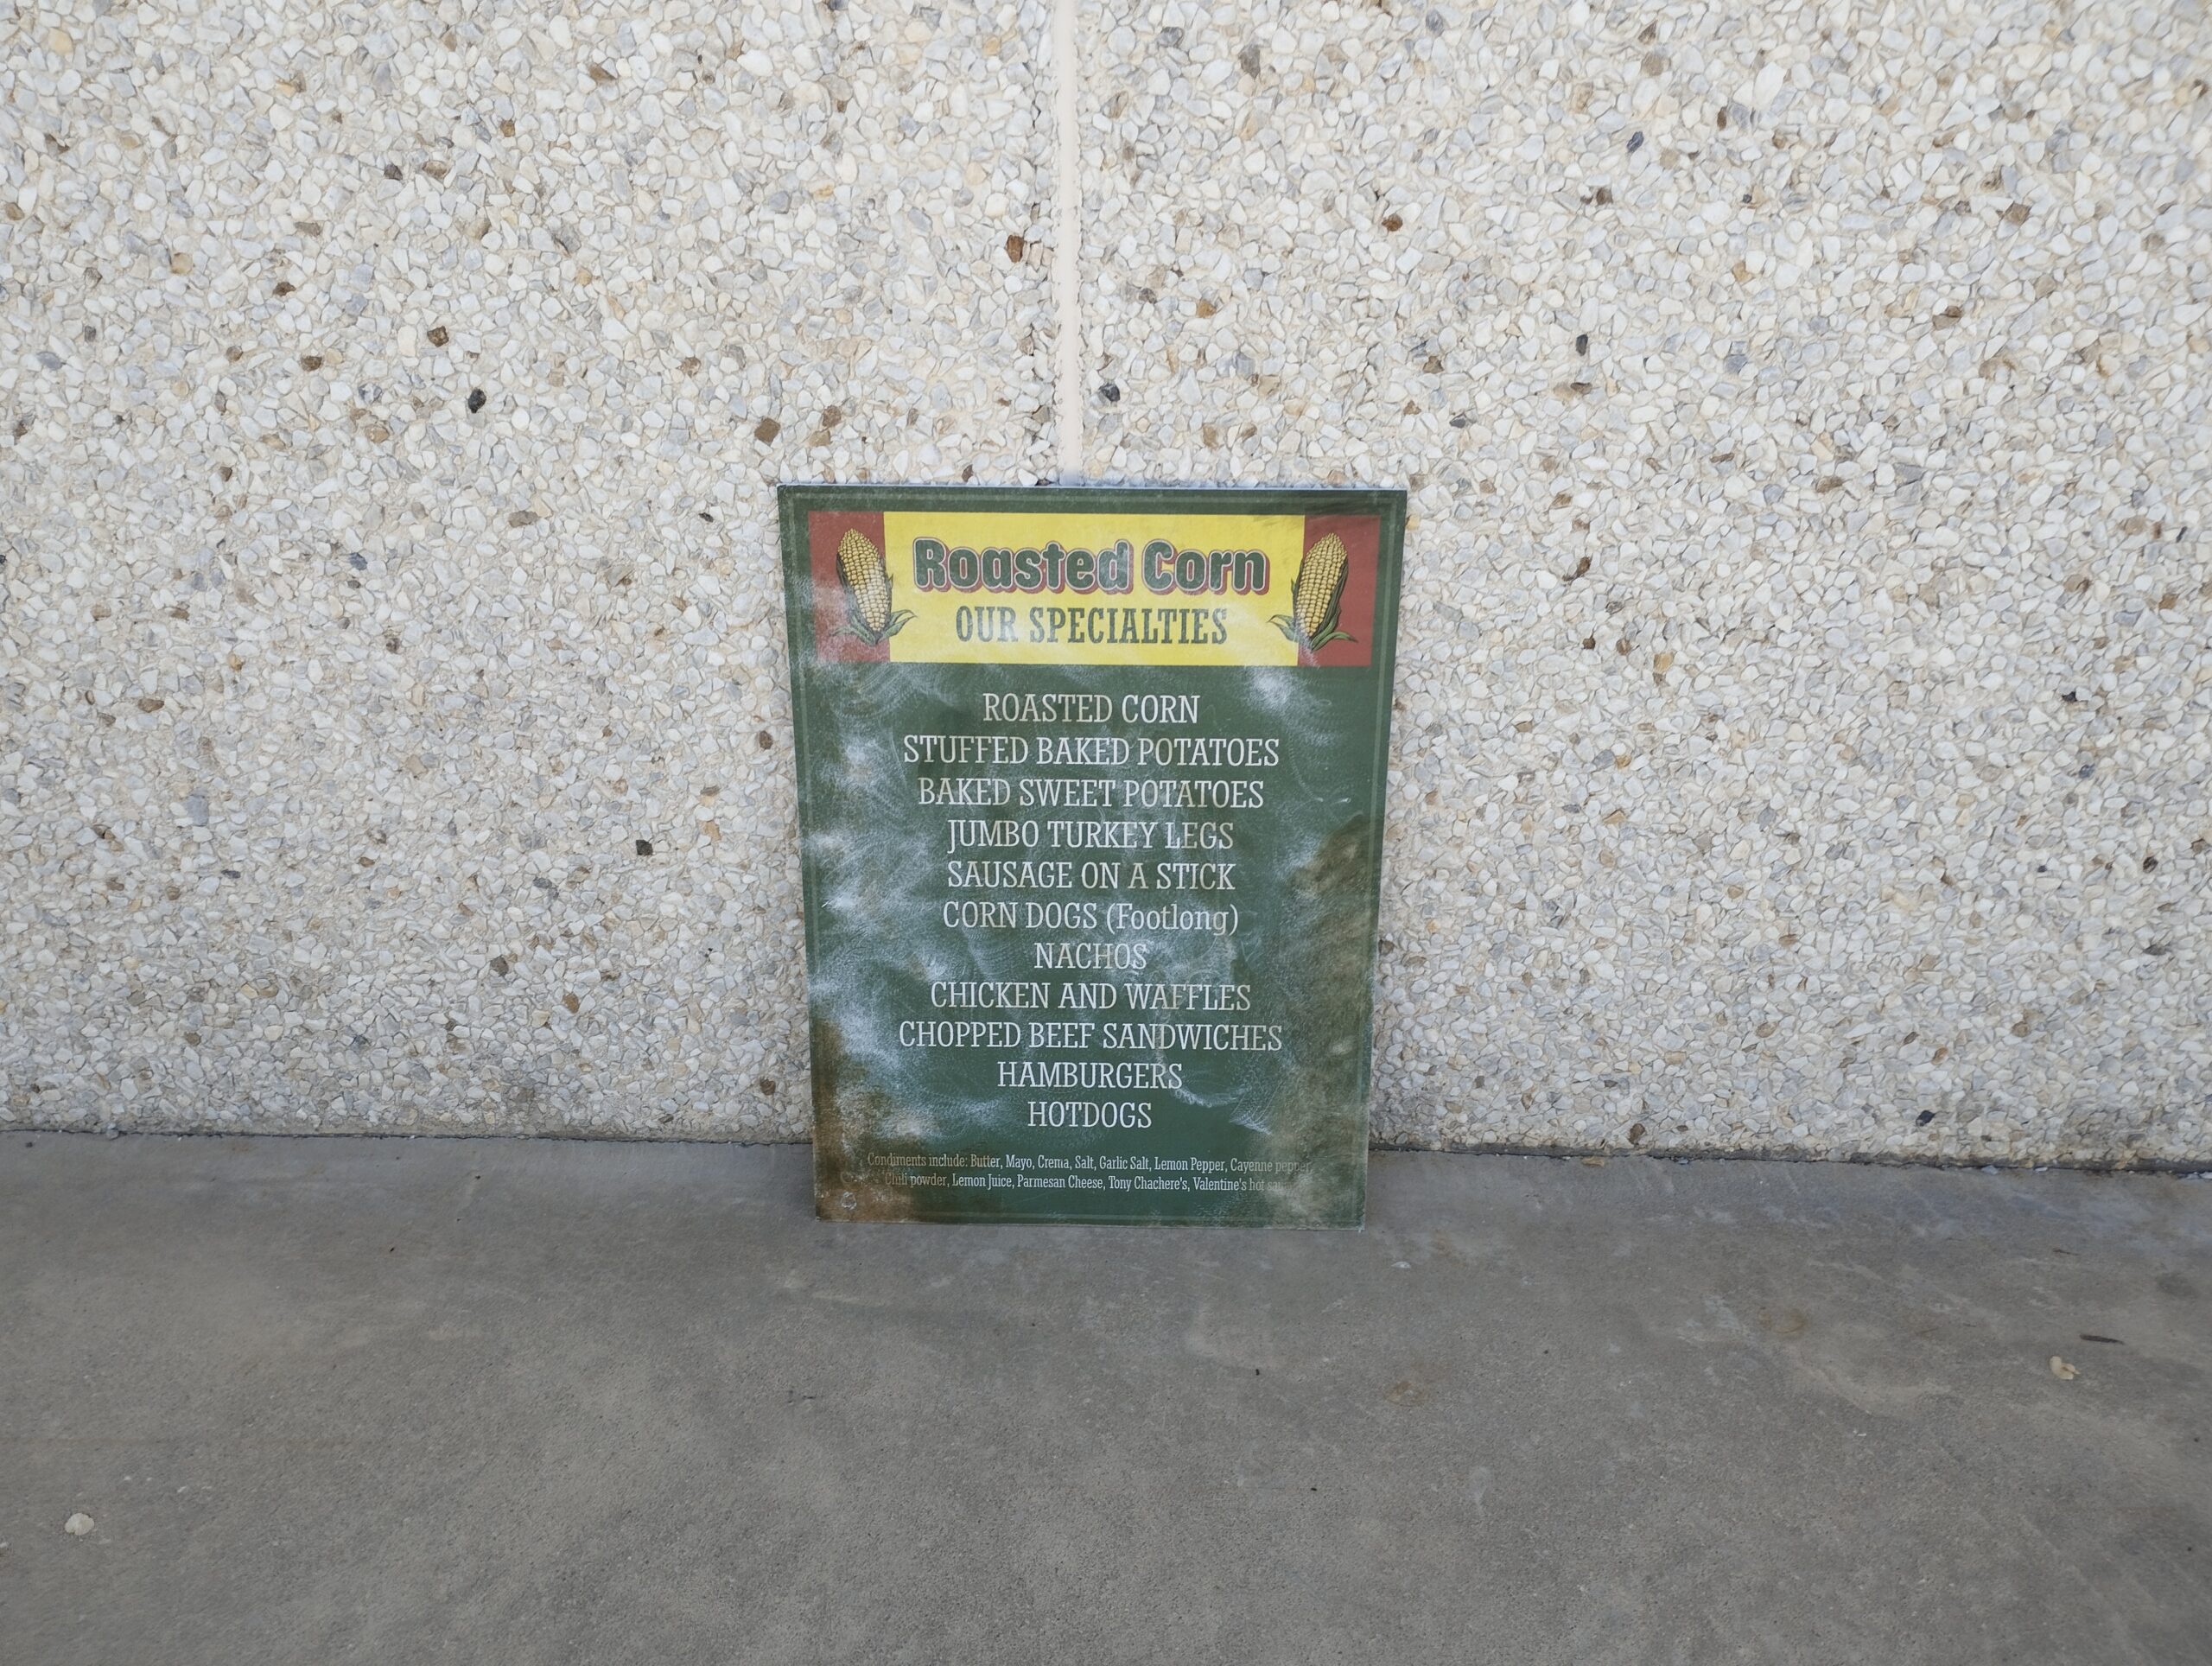 Roasted Corn
OUR SPECIALTIES
ROASTED CORN
STUFFED BAKED POTATOES
BAKED SWEET POTATOES
JUMBO TURKEY LEGS
SAUSAGE ON A STICK
CORN DOGS (Footlong)
NACHOS
CHICKEN AND WAFFLES
CHOPPED BEEF SANDWICHES
HAMBURGERS
HOTDOGS
Condiments include: Butter, Mayo, Crema, Salt, Garlic Salt, Lemon Pepper, Cayenne pepper,
Chili powder, Lemon Juice, Parmesan Cheese, Tony Chachere's, Valentine's hot